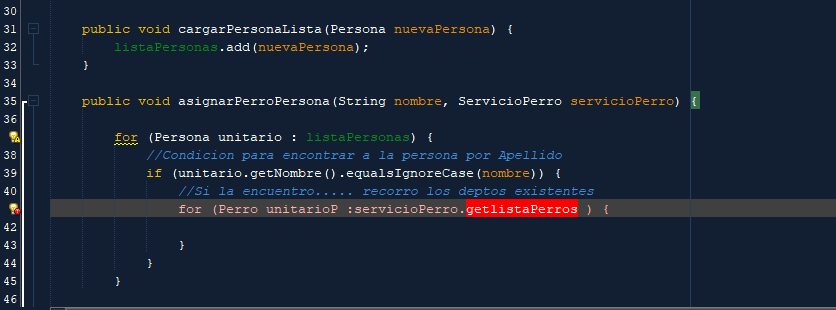 30
31 public void cargarPersonaLista(Persona nuevaPersona) {
32 listaPersonas.add(nuevaPersona);
33 }
34
35 public void asignarPerroPersona(String nombre, ServicioPerro servicioPerro) {
36
for (Persona unitario : listaPersonas) {
38 //Condicion para encontrar a la persona por Apellido
39 if (unitario.getNombre().equalsIgnoreCase(nombre)) {
40 //Si la encuentro..... recorro los deptos existentes
for (Perro unitarioP :servicioPerro.getlistaPerros ) {
42
43 }
44 }
45 }
46